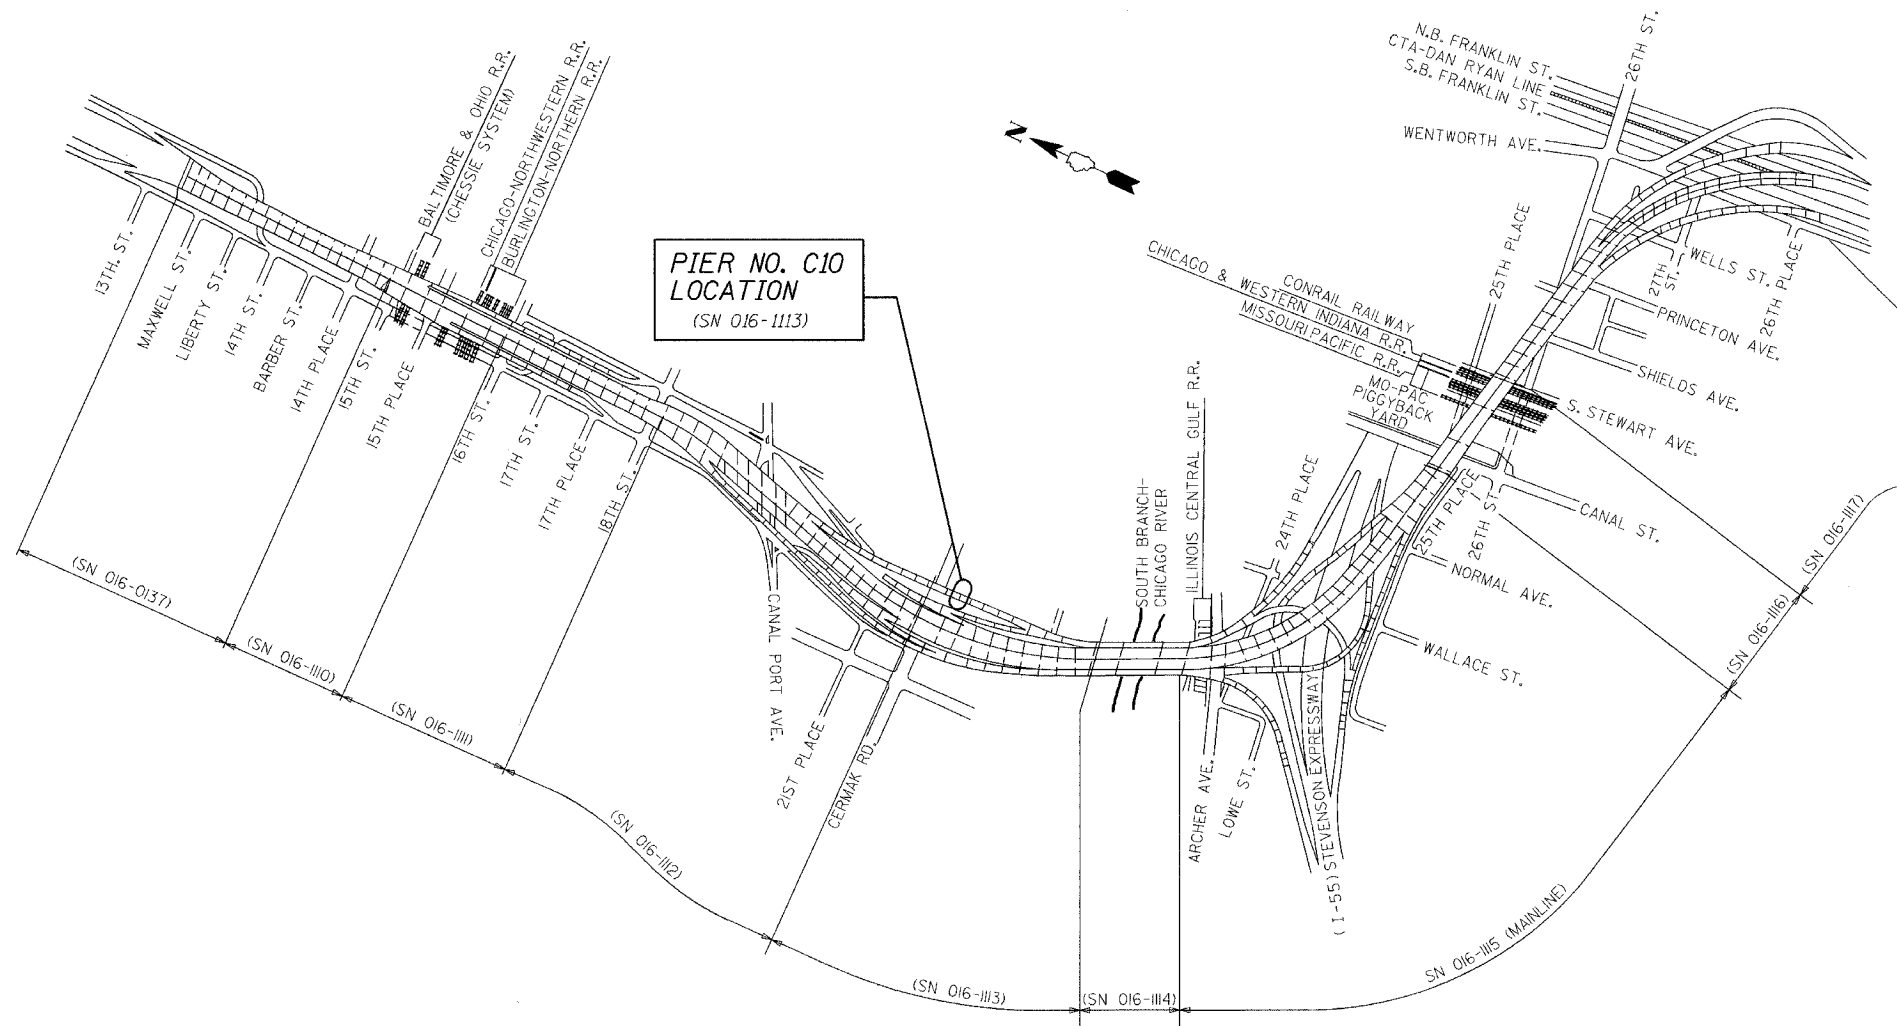 N.B. FRANKLIN ST.
CTA-DAN RYAN LINE
S.B. FRANKLIN ST.
26TH ST.
WENTWORTH AVE.
BALTIMORE & OHIO R.R.
(CHESSIE SYSTEM)
CHICAGO-NORTHWESTERN R.R.
BURLINGTON-NORTHERN R.R.
N
PIER NO. C10
LOCATION
(SN 016-1113)
CHICAGO & WESTERN INDIANA R.R.
CONRAIL RAILWAY
MISSOURI PACIFIC R.R.
MO-PAC
PIGGYBACK
YARD
25TH PLACE
WELLS ST.
27TH
ST.
26TH PLACE
PRINCETON AVE.
SHIELDS AVE.
S. STEWART AVE.
CANAL ST.
13TH. ST.
MAXWELL ST.
LIBERTY ST.
14TH ST.
BARBER ST.
14TH PLACE
15TH ST.
15TH PLACE
16TH ST.
17TH ST.
17TH PLACE
18TH ST.
CANAL PORT AVE.
21ST PLACE
CERMAK RD.
SOUTH BRANCH-
CHICAGO RIVER
ILLINOIS CENTRAL GULF R.R.
24TH PLACE
25TH PLACE
26TH ST.
NORMAL AVE.
WALLACE ST.
ARCHER AVE.
LOWE ST.
(I-55) STEVENSON EXPRESSWAY
(SN 016-0137)
(SN 016-1110)
(SN 016-1111)
(SN 016-1112)
(SN 016-1113)
(SN 016-1114)
SN 016-1115 (MAINLINE)
(SN 016-1116)
(SN 016-1117)